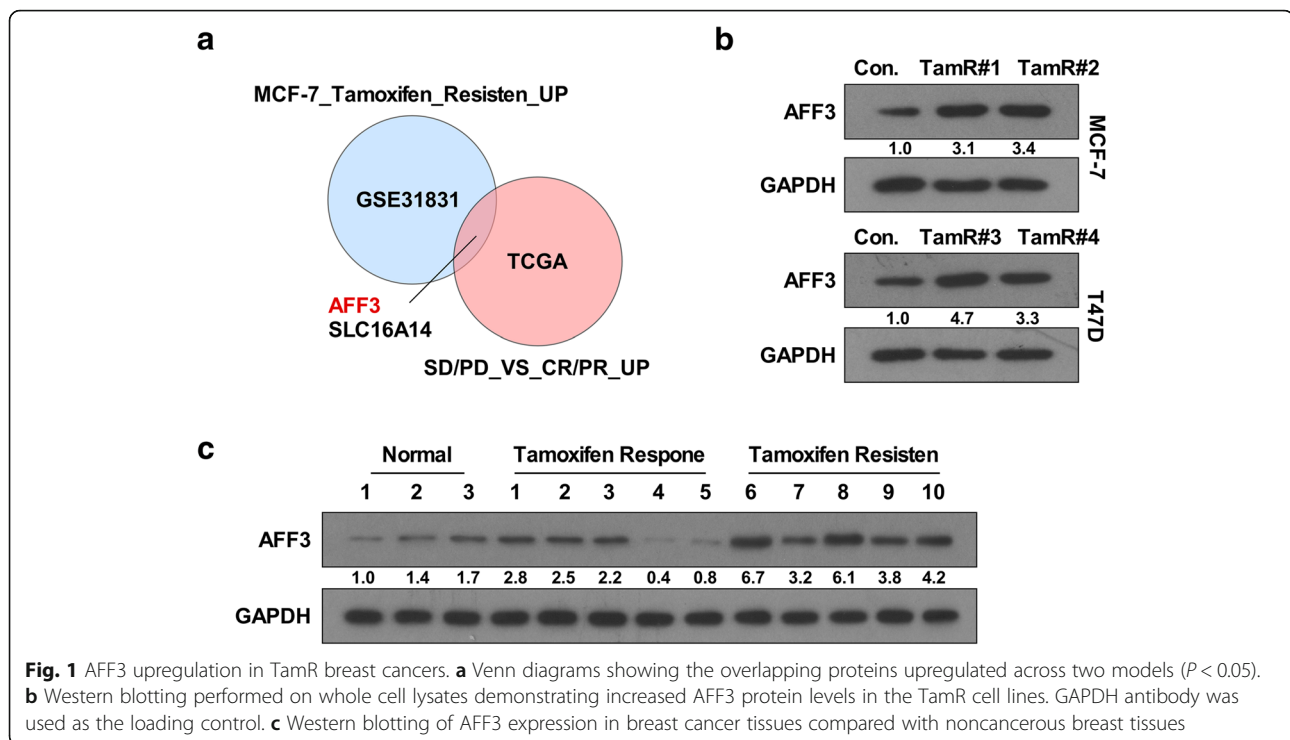 a
MCF-7_Tamoxifen_Resisten_UP
GSE31831
TCGA
AFF3
SLC16A14
SD/PD_VS_CR/PR_UP
b
Con. TamR#1 TamR#2
AFF3
1.0 3.1 3.4
GAPDH
MCF-7
Con. TamR#3 TamR#4
AFF3
1.0 4.7 3.3
GAPDH
T47D
c
Normal Tamoxifen Respone Tamoxifen Resisten
1 2 3 1 2 3 4 5 6 7 8 9 10
AFF3
1.0 1.4 1.7 2.8 2.5 2.2 0.4 0.8 6.7 3.2 6.1 3.8 4.2
GAPDH
Fig. 1 AFF3 upregulation in TamR breast cancers. a Venn diagrams showing the overlapping proteins upregulated across two models (P < 0.05).
b Western blotting performed on whole cell lysates demonstrating increased AFF3 protein levels in the TamR cell lines. GAPDH antibody was
used as the loading control. c Western blotting of AFF3 expression in breast cancer tissues compared with noncancerous breast tissues